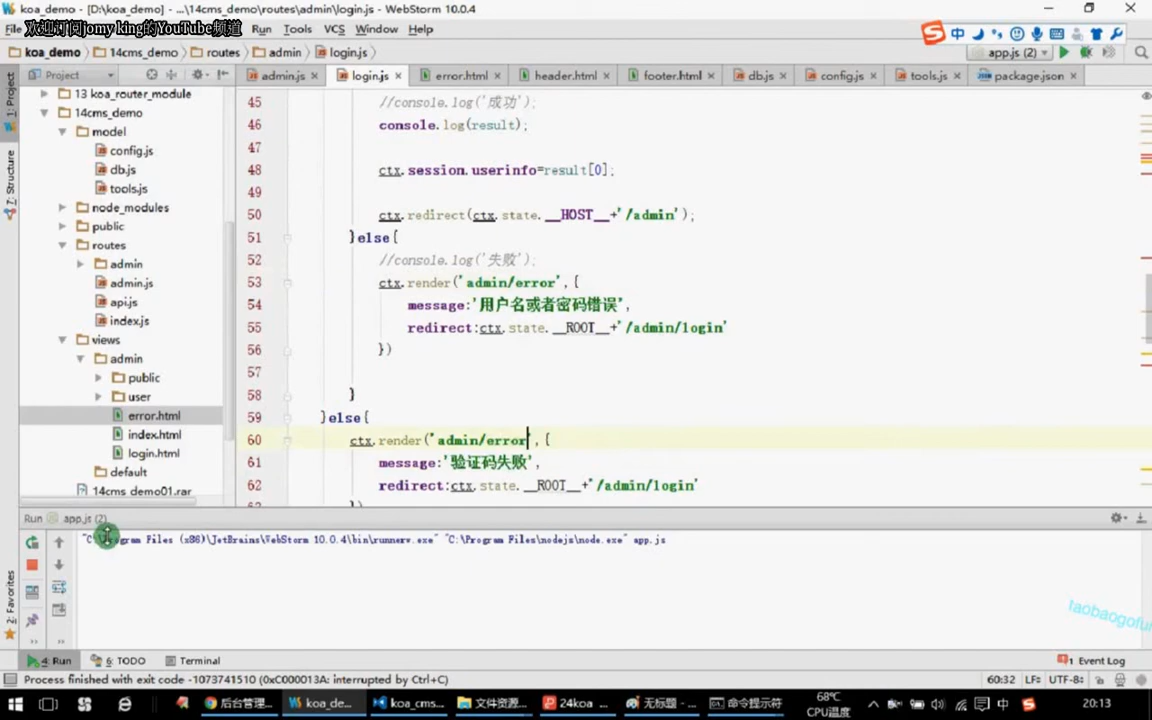 koa_demo - [D:\koa_demo] - ...\14cms_demo\routes\admin\login.js - WebStorm 10.0.4
File
欢迎订阅jomy king的YouTube频道
Run Tools VCS Window Help
中
koa_demo 14cms_demo routes admin login.js
app.js (2)
1: Project
Project
admin.js login.js error.html header.html footer.html db.js config.js tools.js package.json
7: Structure
2: Favorites
13 koa_router_module
14cms_demo
model
config.js
db.js
tools.js
node_modules
public
routes
admin
admin.js
api.js
index.js
views
admin
public
user
error.html
index.html
login.html
default
14cms_demo01.rar
45 //console.log('成功');
46 console.log(result);
47
48 ctx.session.userinfo=result[0];
49
50 ctx.redirect(ctx.state.__HOST__+'/admin');
51 }else{
52 //console.log('失败');
53 ctx.render('admin/error',{
54 message:'用户名或者密码错误',
55 redirect:ctx.state.__ROOT__+'/admin/login'
56 })
57
58 }
59 }else{
60 ctx.render('admin/error',{
61 message:'验证码失败',
62 redirect:ctx.state.__ROOT__+'/admin/login'
})
Run app.js (2)
"C:\Program Files (x86)\JetBrains\WebStorm 10.0.4\bin\runnerw.exe" "C:\Program Files\nodejs\node.exe" app.js
taobaogofun
4: Run 6: TODO Terminal
1 Event Log
Process finished with exit code -1073741510 (0xC000013A: interrupted by Ctrl+C)
60:32 LF÷ UTF-8÷
后台管理... koa_de... koa_cms... 文件资源... 24koa ... 无标题 - ... 命令提示符
68℃
CPU温度
中
20:13